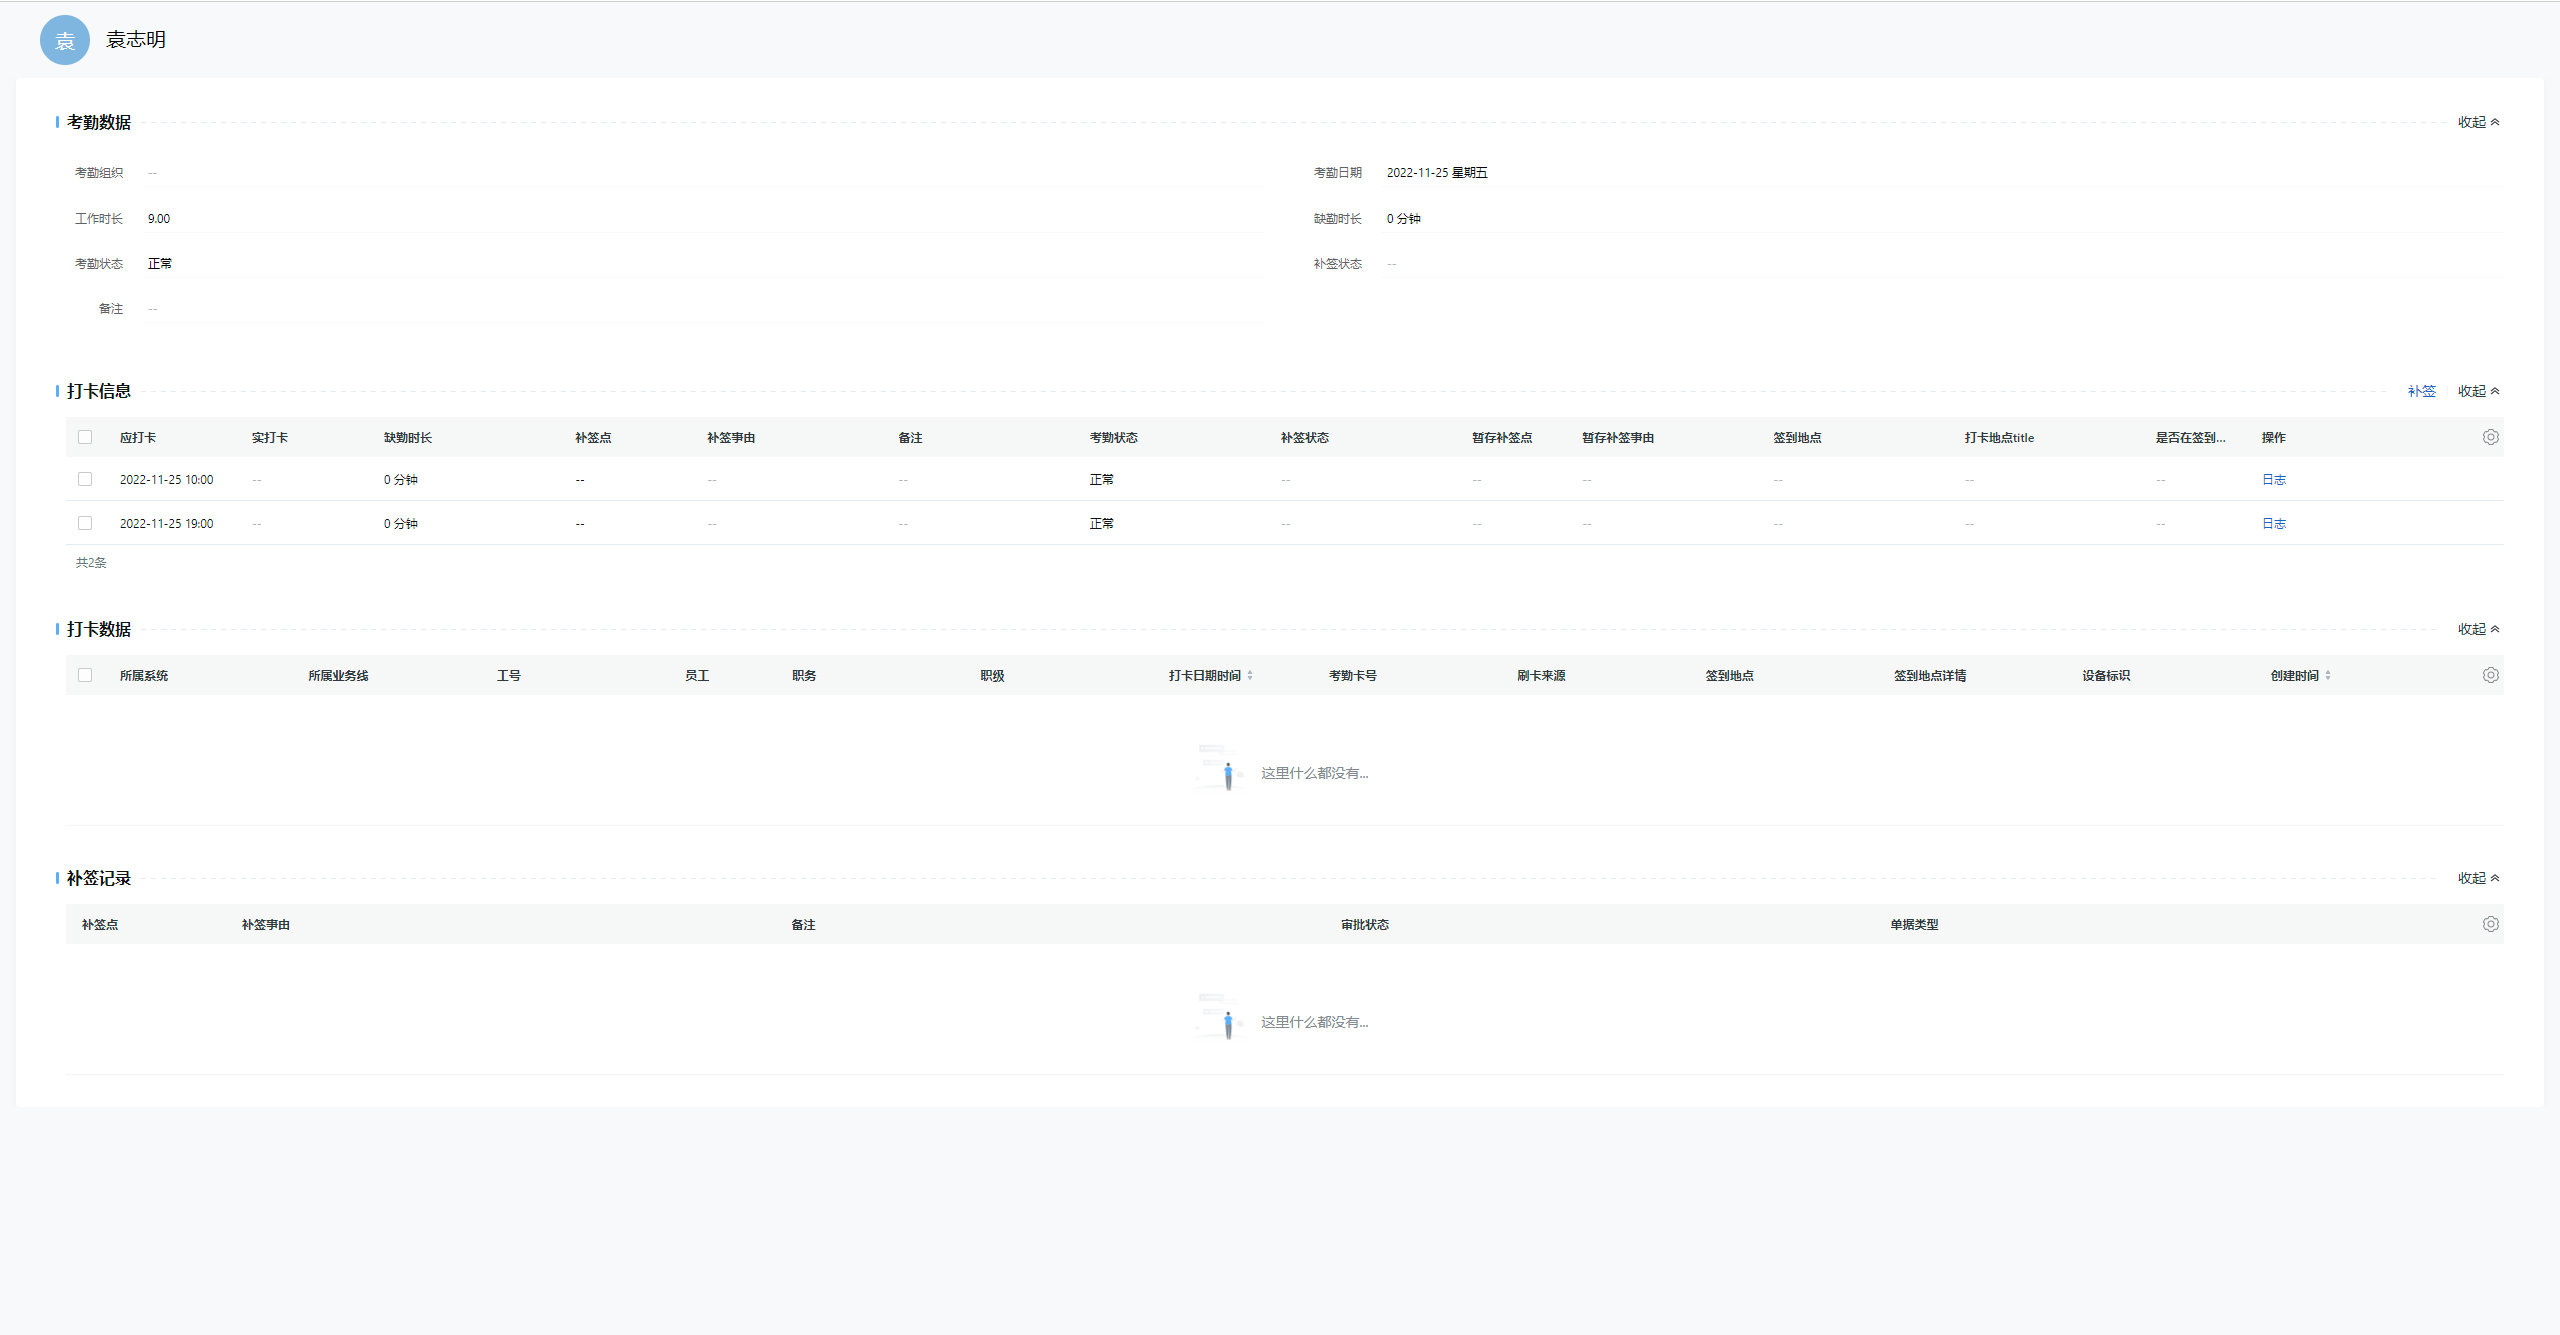 袁 袁志明
考勤数据 收起
考勤组织 -- 考勤日期 2022-11-25 星期五
工作时长 9.00 缺勤时长 0 分钟
考勤状态 正常 补签状态 --
备注 --
打卡信息 补签 收起
应打卡 实打卡 缺勤时长 补签点 补签事由 备注 考勤状态 补签状态 暂存补签点 暂存补签事由 签到地点 打卡地点title 是否在签到... 操作
2022-11-25 10:00 -- 0 分钟 -- -- -- 正常 -- -- -- -- -- -- 日志
2022-11-25 19:00 -- 0 分钟 -- -- -- 正常 -- -- -- -- -- -- 日志
共2条
打卡数据 收起
所属系统 所属业务线 工号 员工 职务 职级 打卡日期时间 考勤卡号 刷卡来源 签到地点 签到地点详情 设备标识 创建时间
这里什么都没有...
补签记录 收起
补签点 补签事由 备注 审批状态 单据类型
这里什么都没有...